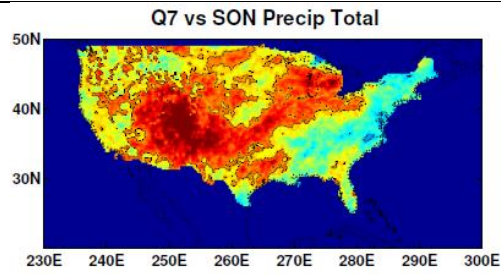 Q7 vs SON Precip Total
50N
40N
30N
230E 240E 250E 260E 270E 280E 290E 300E